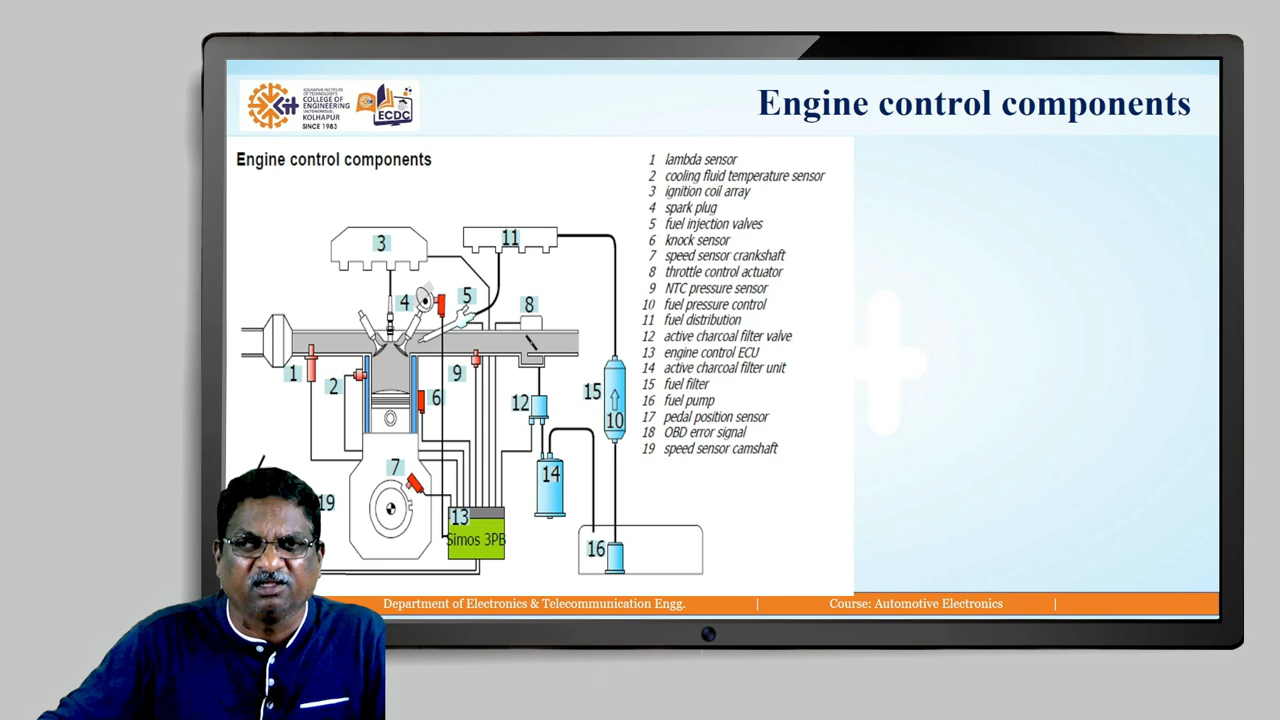 KOLHAPUR INSTITUTE
OF TECHNOLOGY'S
COLLEGE OF
ENGINEERING
(AUTONOMOUS),
KOLHAPUR
SINCE 1983
KIT
ECDC
Engine control components
Engine control components
1 lambda sensor
2 cooling fluid temperature sensor
3 ignition coil array
4 spark plug
5 fuel injection valves
6 knock sensor
7 speed sensor crankshaft
8 throttle control actuator
9 NTC pressure sensor
10 fuel pressure control
11 fuel distribution
12 active charcoal filter valve
13 engine control ECU
14 active charcoal filter unit
15 fuel filter
16 fuel pump
17 pedal position sensor
18 OBD error signal
19 speed sensor camshaft
3
11
4
5
8
1
2
9
6
12
15
10
7
14
19
13
Simos 3PB
16
Department of Electronics & Telecommunication Engg. | Course: Automotive Electronics |